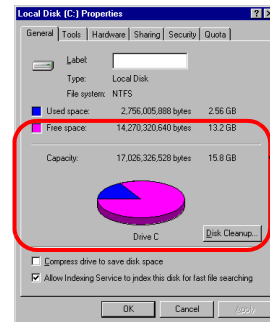 Local Disk (C:) Properties
General Tools Hardware Sharing Security Quota
Label:
Type: Local Disk
File system: NTFS
Used space: 2,756,005,888 bytes 2.56 GB
Free space: 14,270,320,640 bytes 13.2 GB
Capacity: 17,026,326,528 bytes 15.8 GB
Drive C
Disk Cleanup...
Compress drive to save disk space
Allow Indexing Service to index this disk for fast file searching
OK Cancel Apply